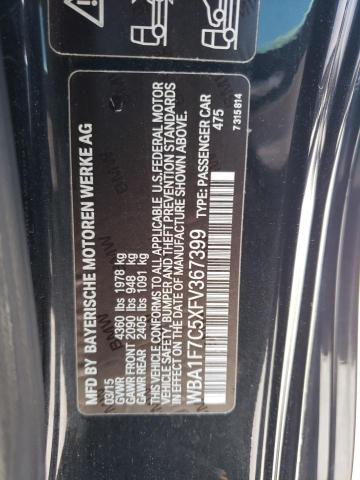 MFD BY BAYERISCHE MOTOREN WERKE AG
03/15
GVWR 4360 lbs 1978 kg
GAWR FRONT 2090 lbs 948 kg
GAWR REAR 2405 lbs 1091 kg
THIS VEHICLE CONFORMS TO ALL APPLICABLE U.S.FEDERAL MOTOR
VEHICLE SAFETY, BUMPER AND THEFT PREVENTION STANDARDS
IN EFFECT ON THE DATE OF MANUFACTURE SHOWN ABOVE.
WBA1F7C5XFV367399 TYPE: PASSENGER CAR
475
7 315 814